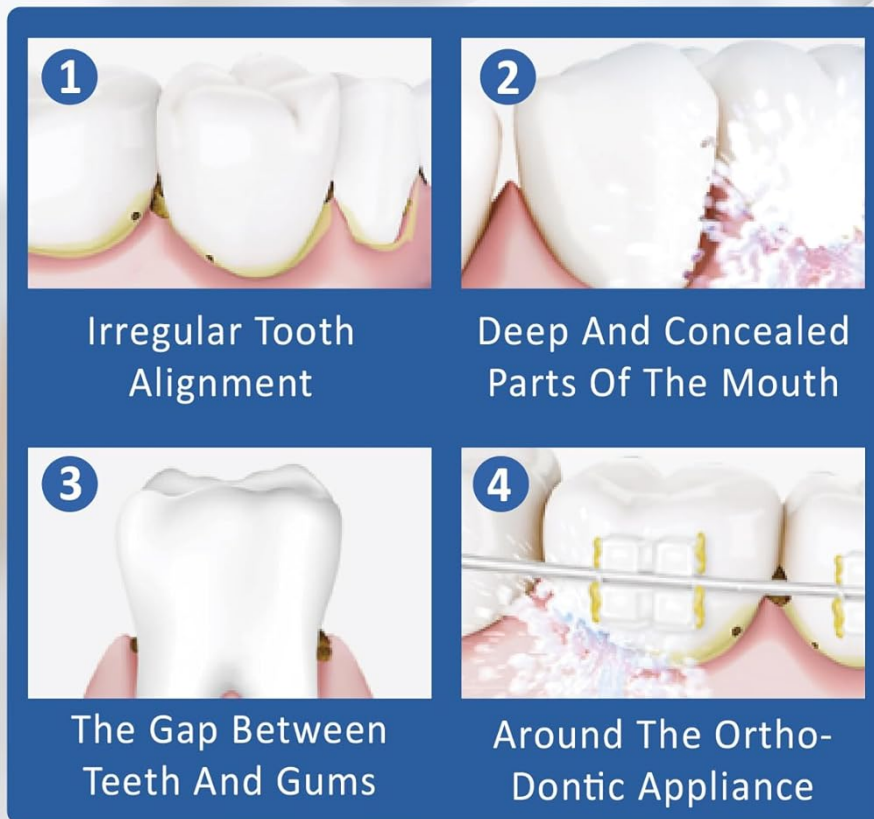 1
Irregular Tooth
Alignment
2
Deep And Concealed
Parts Of The Mouth
3
The Gap Between
Teeth And Gums
4
Around The Ortho-
Dontic Appliance